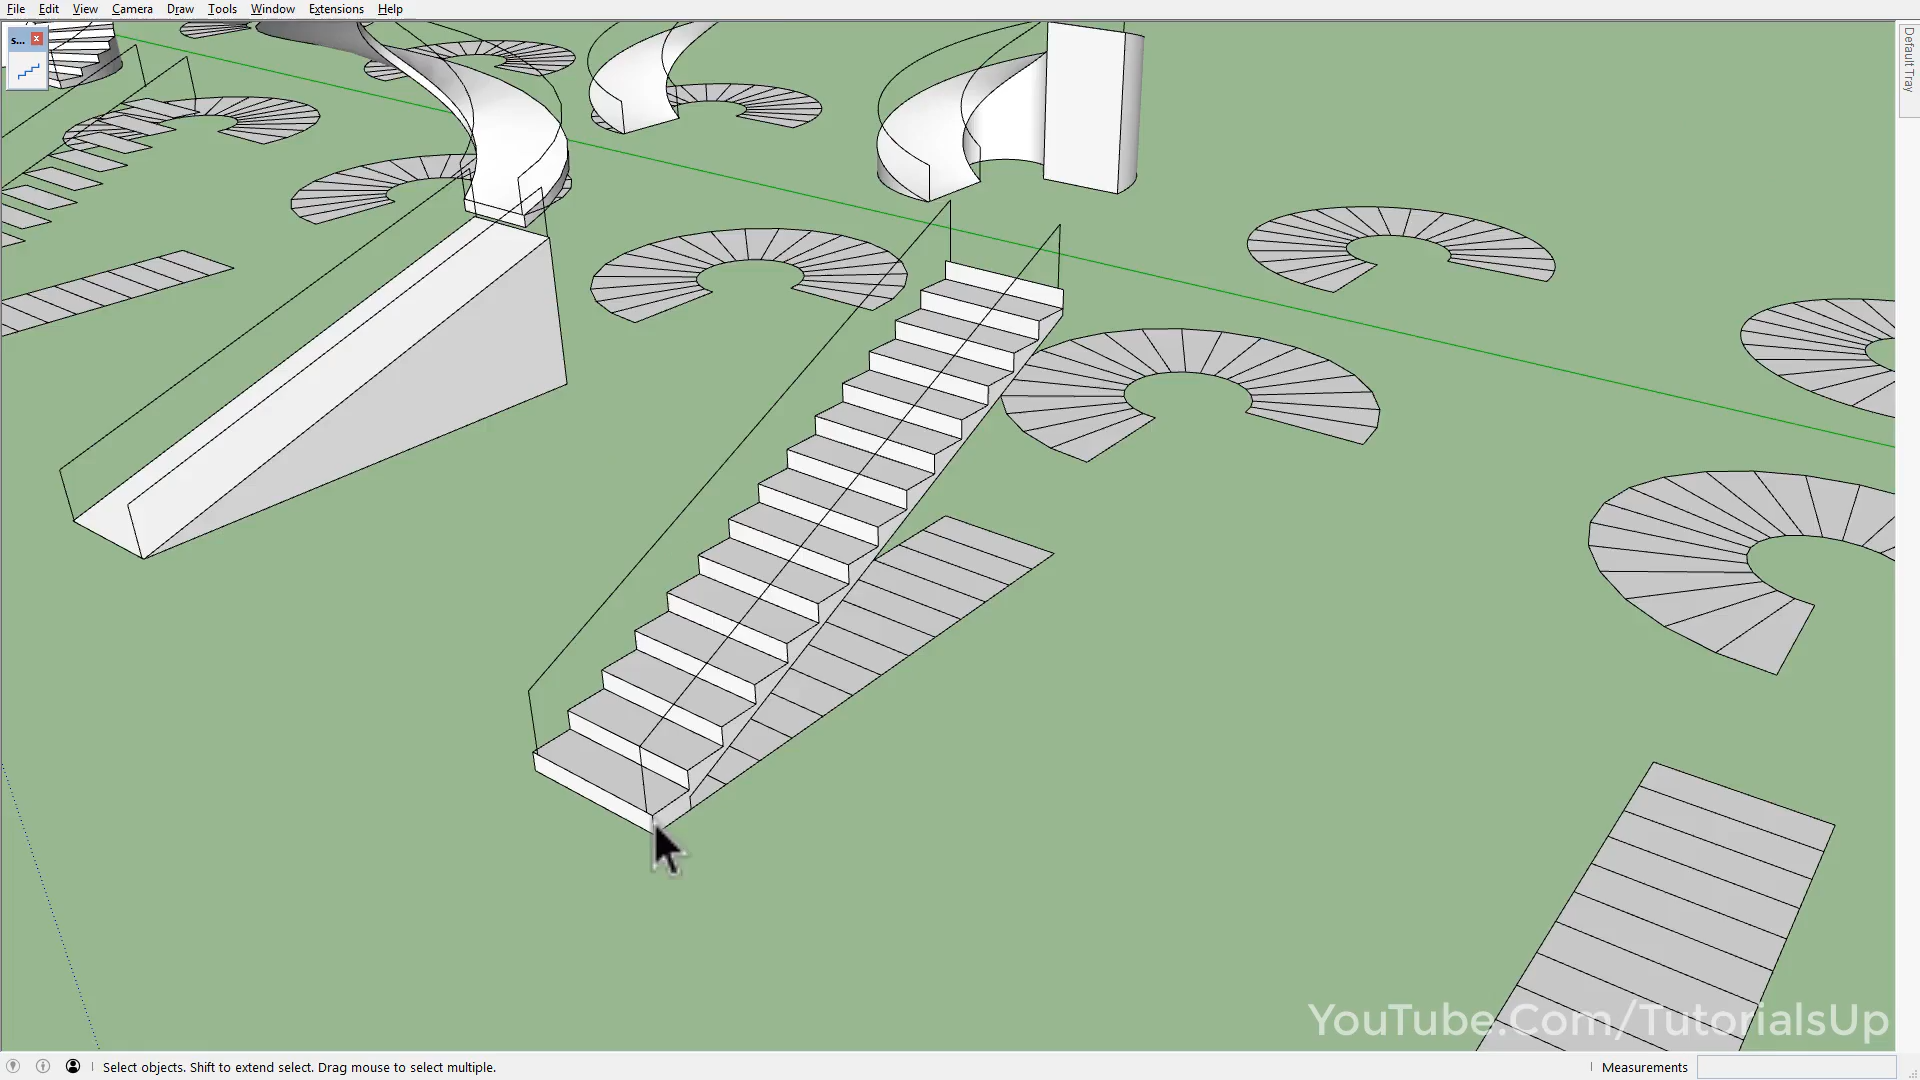 File Edit View Camera Draw Tools Window Extensions Help
s...
Default Tray
YouTube.Com/TutorialsUp
Select objects. Shift to extend select. Drag mouse to select multiple.
Measurements